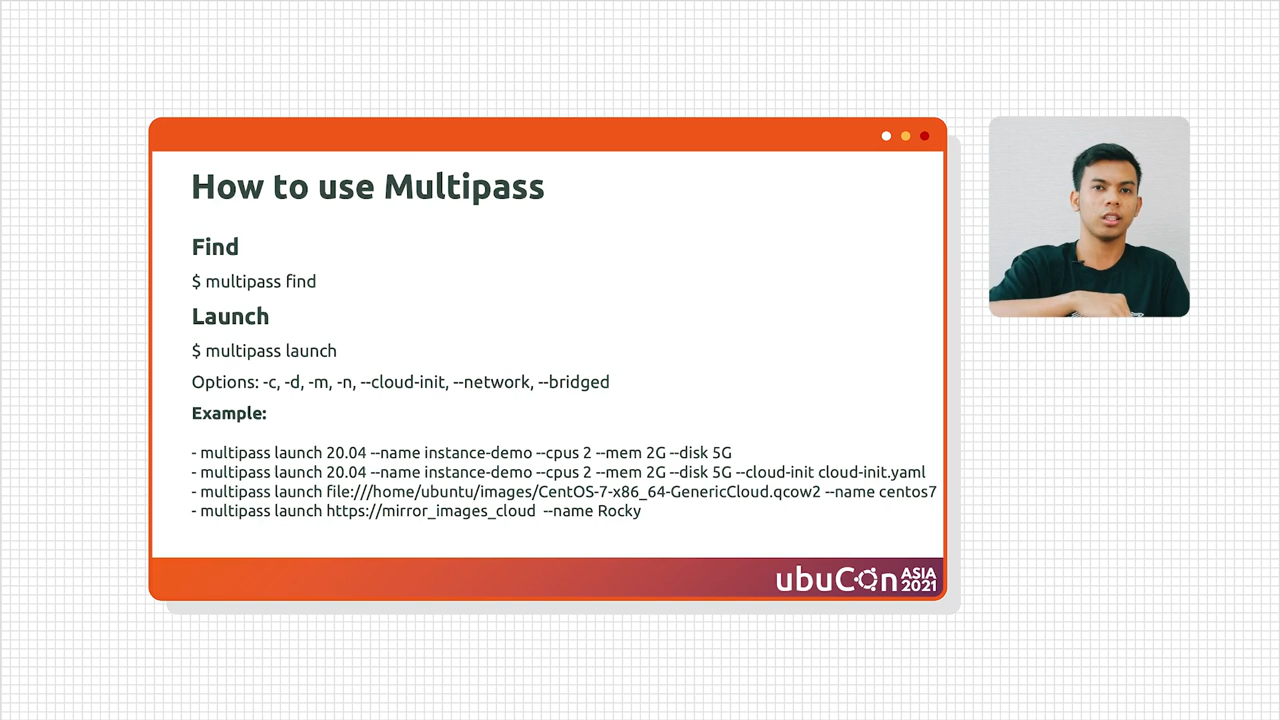 How to use Multipass
Find
$ multipass find
Launch
$ multipass launch
Options: -c, -d, -m, -n, --cloud-init, --network, --bridged
Example:
- multipass launch 20.04 --name instance-demo --cpus 2 --mem 2G --disk 5G
- multipass launch 20.04 --name instance-demo --cpus 2 --mem 2G --disk 5G --cloud-init cloud-init.yaml
- multipass launch file:///home/ubuntu/images/CentOS-7-x86_64-GenericCloud.qcow2 --name centos7
- multipass launch https://mirror_images_cloud  --name Rocky
ubuCon ASIA
2021